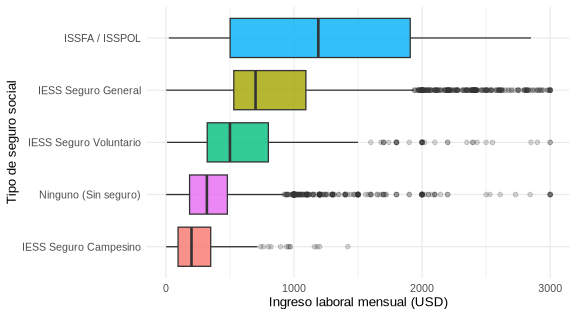 Tipo de seguro social
ISSFA / ISSPOL
IESS Seguro General
IESS Seguro Voluntario
Ninguno (Sin seguro)
IESS Seguro Campesino
0 1000 2000 3000
Ingreso laboral mensual (USD)